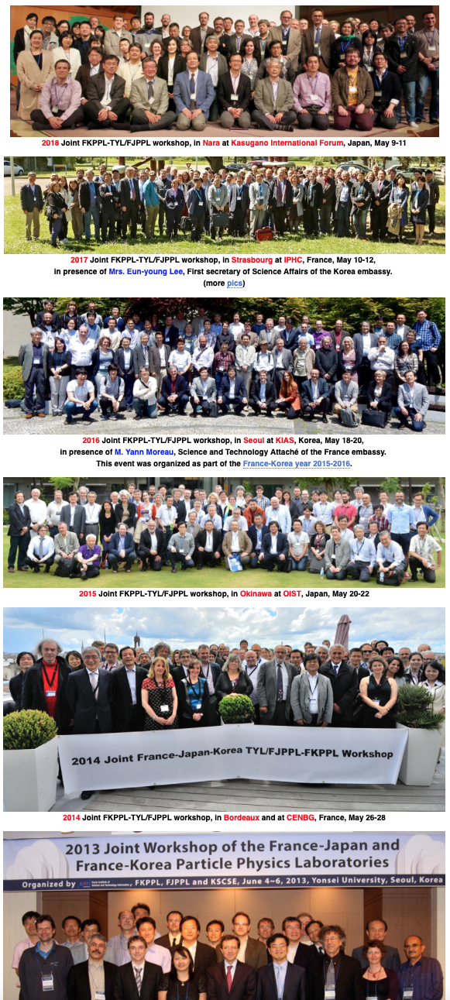 2018 Joint FKPPL-TYL/FJPPL workshop, in Nara at Kasugano International Forum, Japan, May 9-11
2017 Joint FKPPL-TYL/FJPPL workshop, in Strasbourg at IPHC, France, May 10-12,
in presence of Mrs. Eun-young Lee, First secretary of Science Affairs of the Korea embassy.
(more pics)
2016 Joint FKPPL-TYL/FJPPL workshop, in Seoul at KIAS, Korea, May 18-20,
in presence of M. Yann Moreau, Science and Technology Attaché of the France embassy.
This event was organized as part of the France-Korea year 2015-2016.
2015 Joint FKPPL-TYL/FJPPL workshop, in Okinawa at OIST, Japan, May 20-22
2014 Joint France-Japan-Korea TYL/FJPPL-FKPPL Workshop
2014 Joint FKPPL-TYL/FJPPL workshop, in Bordeaux and at CENBG, France, May 26-28
2013 Joint Workshop of the France-Japan and
France-Korea Particle Physics Laboratories
Organized by Korea Institute of Science and Technology Information, FKPPL, FJPPL and KSCSE, June 4~6, 2013, Yonsei University, Seoul, Korea